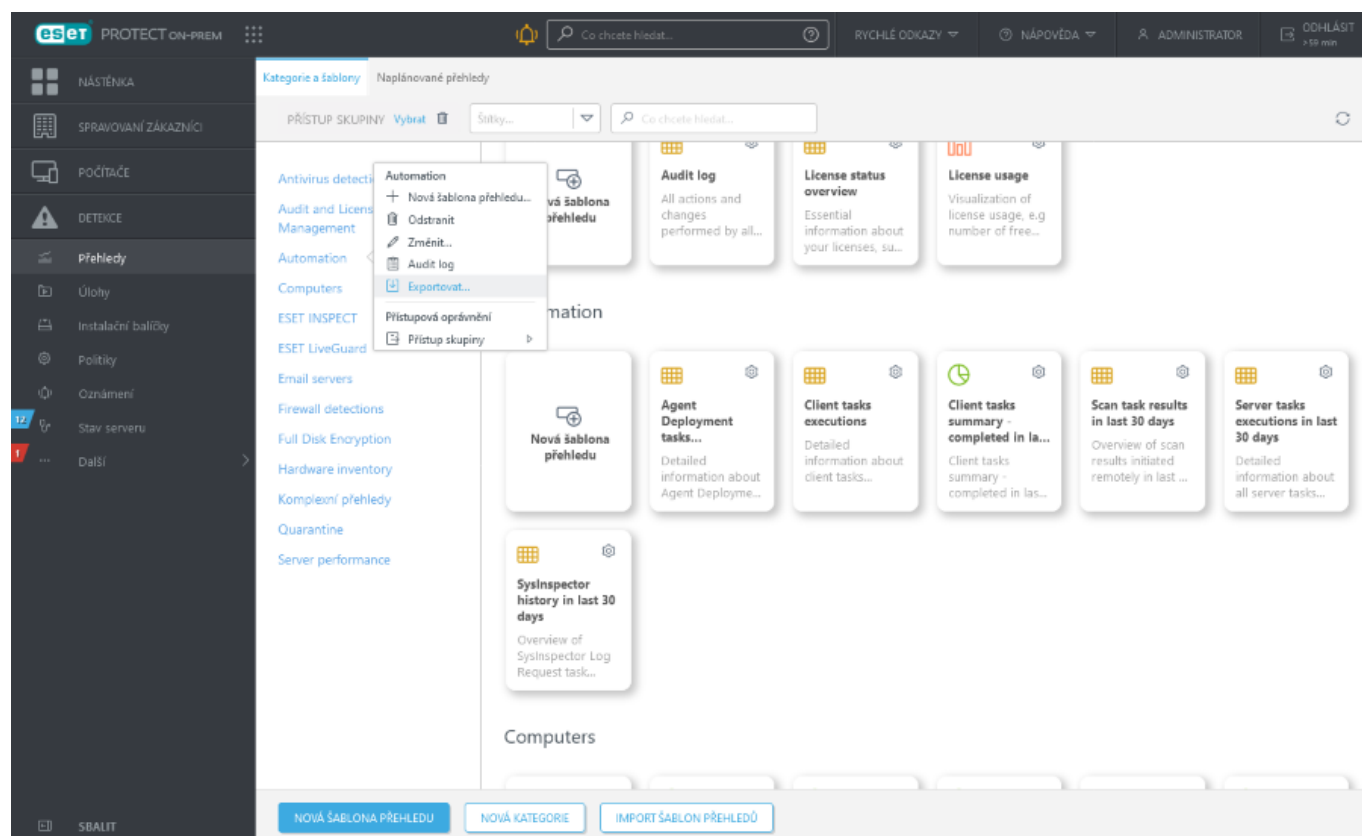 eset PROTECT ON-PREM
Co chcete hledat...
RYCHLÉ ODKAZY
NÁPOVĚDA
ADMINISTRATOR
ODHLÁSIT
>59 min
NÁSTĚNKA
SPRAVOVANÍ ZÁKAZNÍCI
POČÍTAČE
DETEKCE
Přehledy
Úlohy
Instalační balíčky
Politiky
Oznámení
12
Stav serveru
1
Další
SBALIT
Kategorie a šablony
Naplánované přehledy
PŘÍSTUP SKUPINY Vybrat
Štítky...
Co chcete hledat...
Antivirus detecti
Audit and Licens
Management
Automation
Computers
ESET INSPECT
ESET LiveGuard
Email servers
Firewall detections
Full Disk Encryption
Hardware inventory
Komplexní přehledy
Quarantine
Server performance
Automation
Nová šablona přehledu...
Odstranit
Změnit...
Audit log
Exportovat...
Přístupová oprávnění
Přístup skupiny
vá šablona
přehledu
Audit log
All actions and
changes
performed by all...
License status
overview
Essential
information about
your licenses, su...
License usage
Visualization of
license usage, e.g
number of free...
mation
Nová šablona
přehledu
Agent
Deployment
tasks...
Detailed
information about
Agent Deployme...
Client tasks
executions
Detailed
information about
client tasks...
Client tasks
summary -
completed in la...
Client tasks
summary -
completed in las...
Scan task results
in last 30 days
Overview of scan
results initiated
remotely in last ...
Server tasks
executions in last
30 days
Detailed
information about
all server tasks...
SysInspector
history in last 30
days
Overview of
SysInspector Log
Request task...
Computers
NOVÁ ŠABLONA PŘEHLEDU
NOVÁ KATEGORIE
IMPORT ŠABLON PŘEHLEDŮ